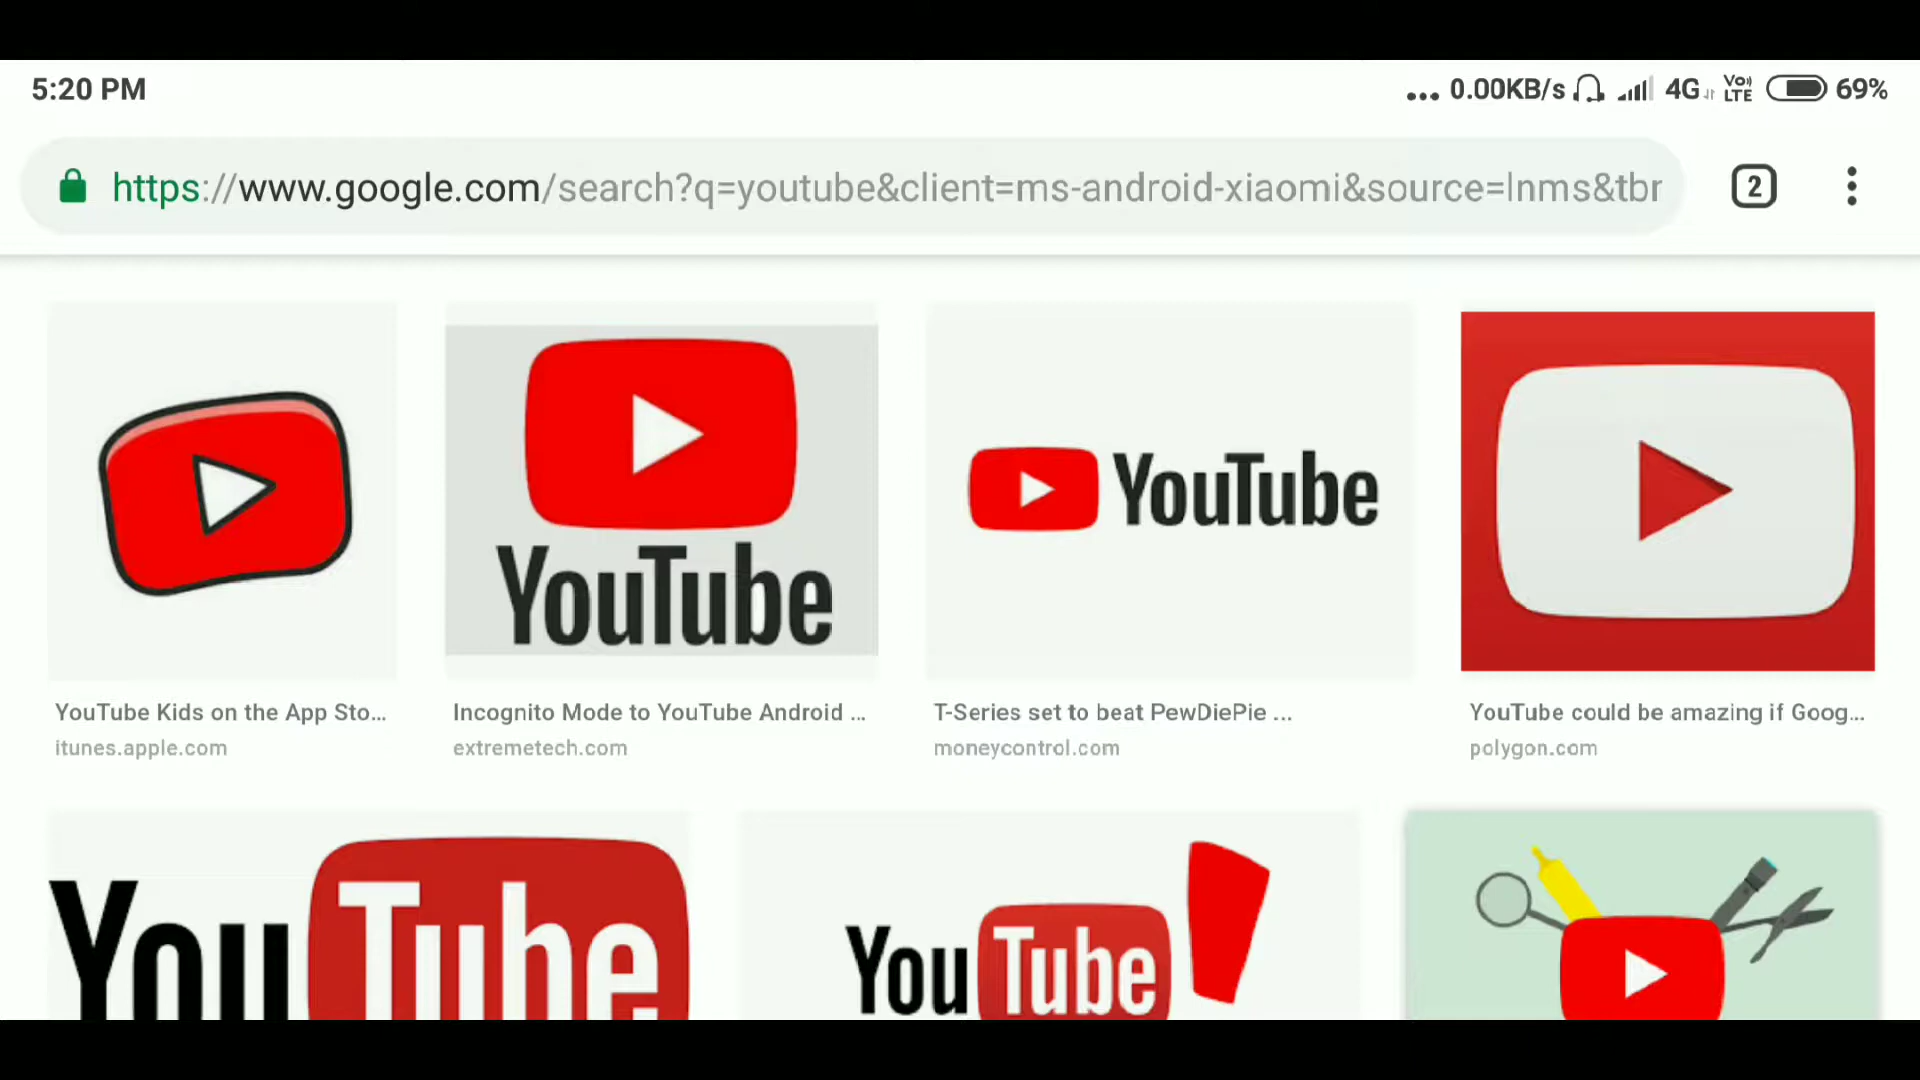 5:20 PM
... 0.00KB/s 4G Vo)) LTE 69%
https://www.google.com/search?q=youtube&client=ms-android-xiaomi&source=lnms&tbr
2
YouTube
YouTube
YouTube Kids on the App Sto...
itunes.apple.com
Incognito Mode to YouTube Android ...
extremetech.com
T-Series set to beat PewDiePie ...
moneycontrol.com
YouTube could be amazing if Goog...
polygon.com
YouTube
YouTube